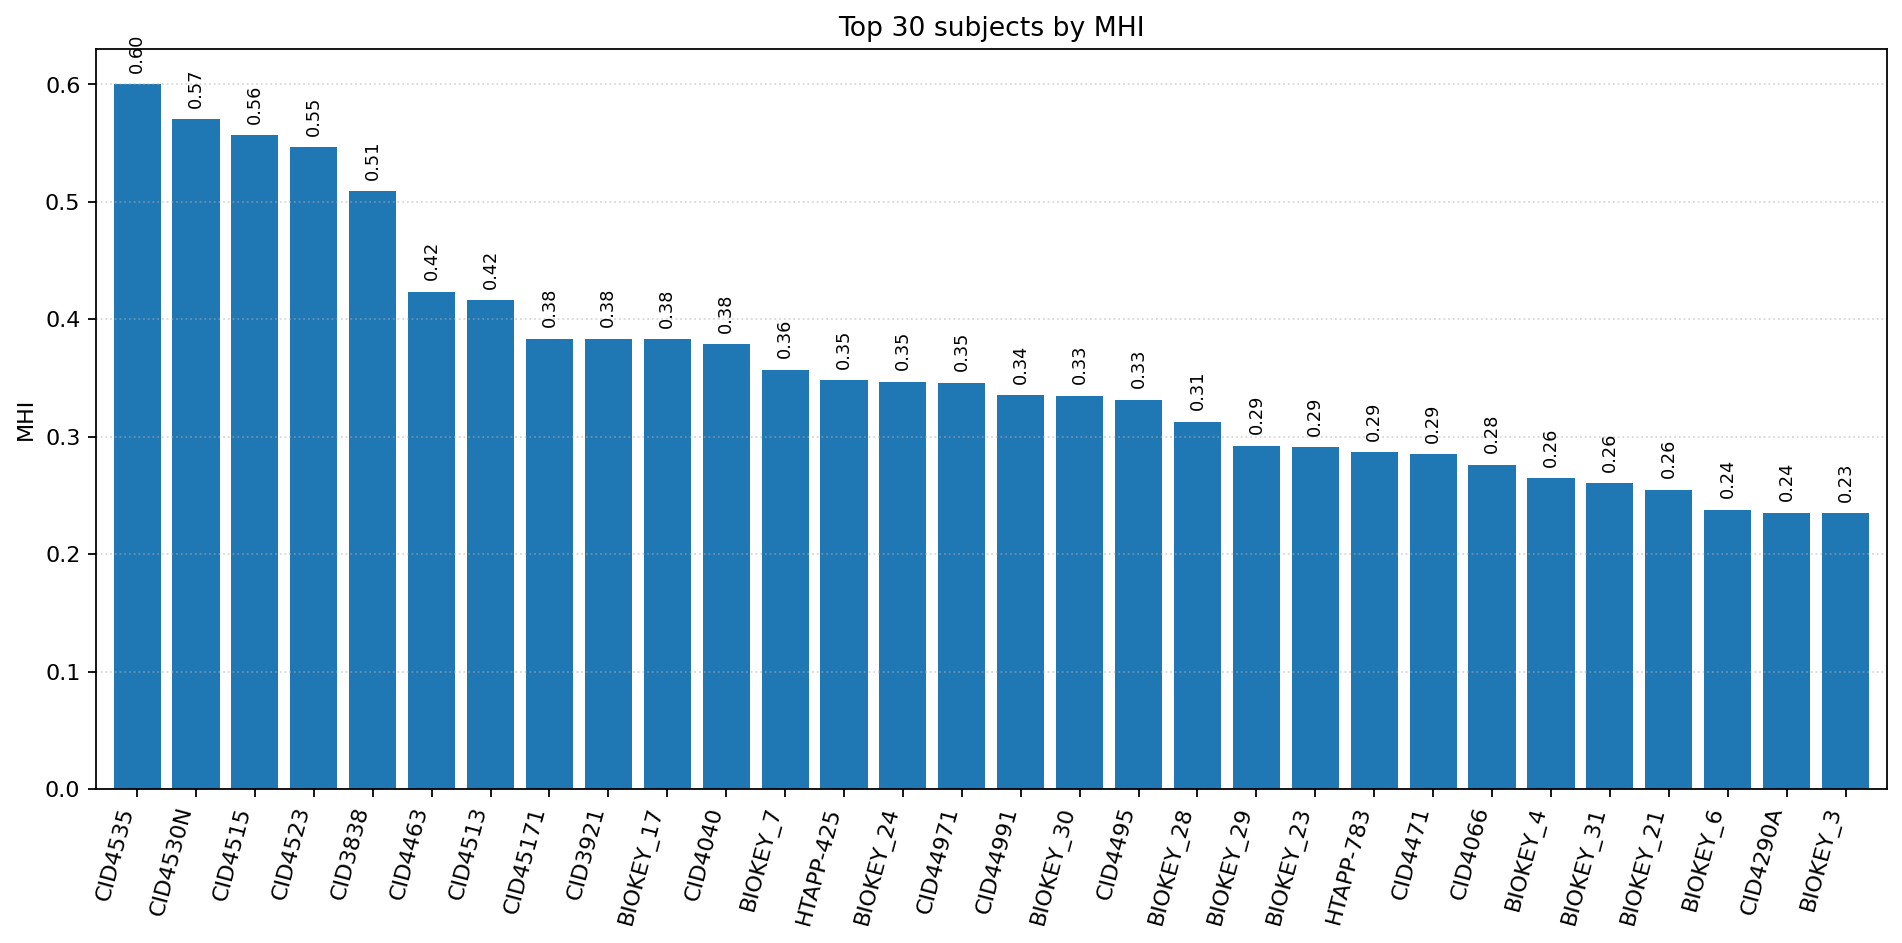 Top 30 subjects by MHI
MHI
0.6
0.5
0.4
0.3
0.2
0.1
0.0
0.60
0.57
0.56
0.55
0.51
0.42
0.42
0.38
0.38
0.38
0.38
0.36
0.35
0.35
0.35
0.34
0.33
0.33
0.31
0.29
0.29
0.29
0.29
0.28
0.26
0.26
0.26
0.24
0.24
0.23
CID4535
CID4530N
CID4515
CID4523
CID3838
CID4463
CID4513
CID45171
CID3921
BIOKEY_17
CID4040
BIOKEY_7
HTAPP-425
BIOKEY_24
CID44971
CID44991
BIOKEY_30
CID4495
BIOKEY_28
BIOKEY_29
BIOKEY_23
HTAPP-783
CID4471
CID4066
BIOKEY_4
BIOKEY_31
BIOKEY_21
BIOKEY_6
CID4290A
BIOKEY_3